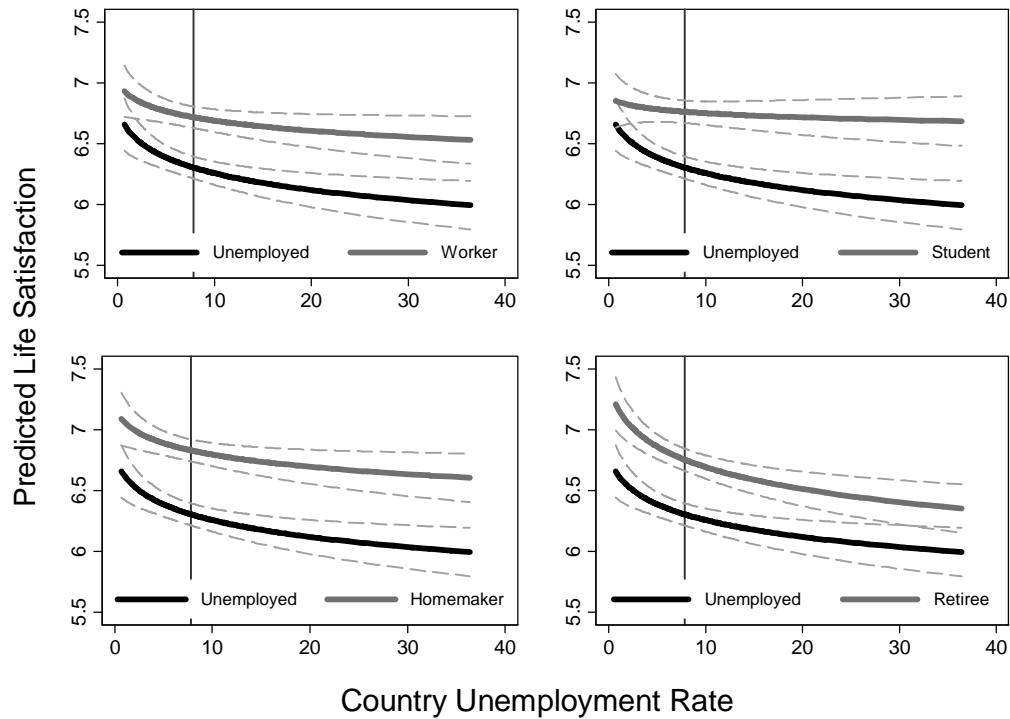 Predicted Life Satisfaction
7.5
7
6.5
6
5.5
Unemployed Worker
0 10 20 30 40
7.5
7
6.5
6
5.5
Unemployed Student
0 10 20 30 40
7.5
7
6.5
6
5.5
Unemployed Homemaker
0 10 20 30 40
7.5
7
6.5
6
5.5
Unemployed Retiree
0 10 20 30 40
Country Unemployment Rate